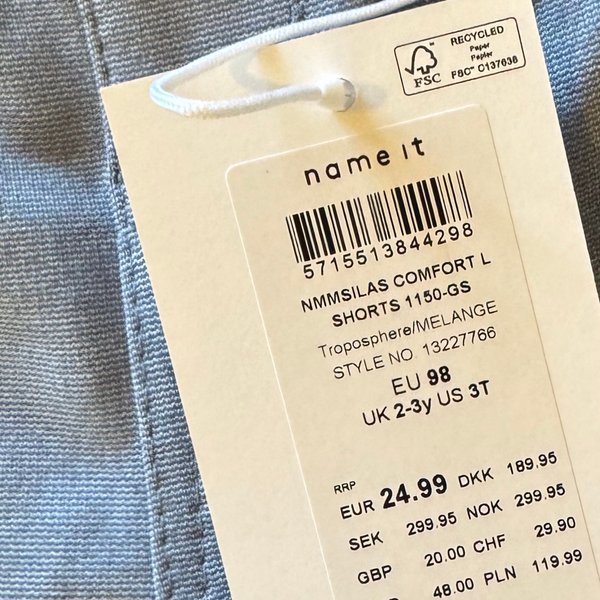 RECYCLED
Paper
Papier
FSC
FSC™ C137638
name it
5715513844298
NMMSILAS COMFORT L
SHORTS 1150-GS
Troposphere/MELANGE
STYLE NO. 13227766
EU 98
UK 2-3y US 3T
RRP
EUR 24.99 DKK 189.95
SEK 299.95 NOK 299.95
GBP 20.00 CHF 29.90
48.00 PLN 119.99